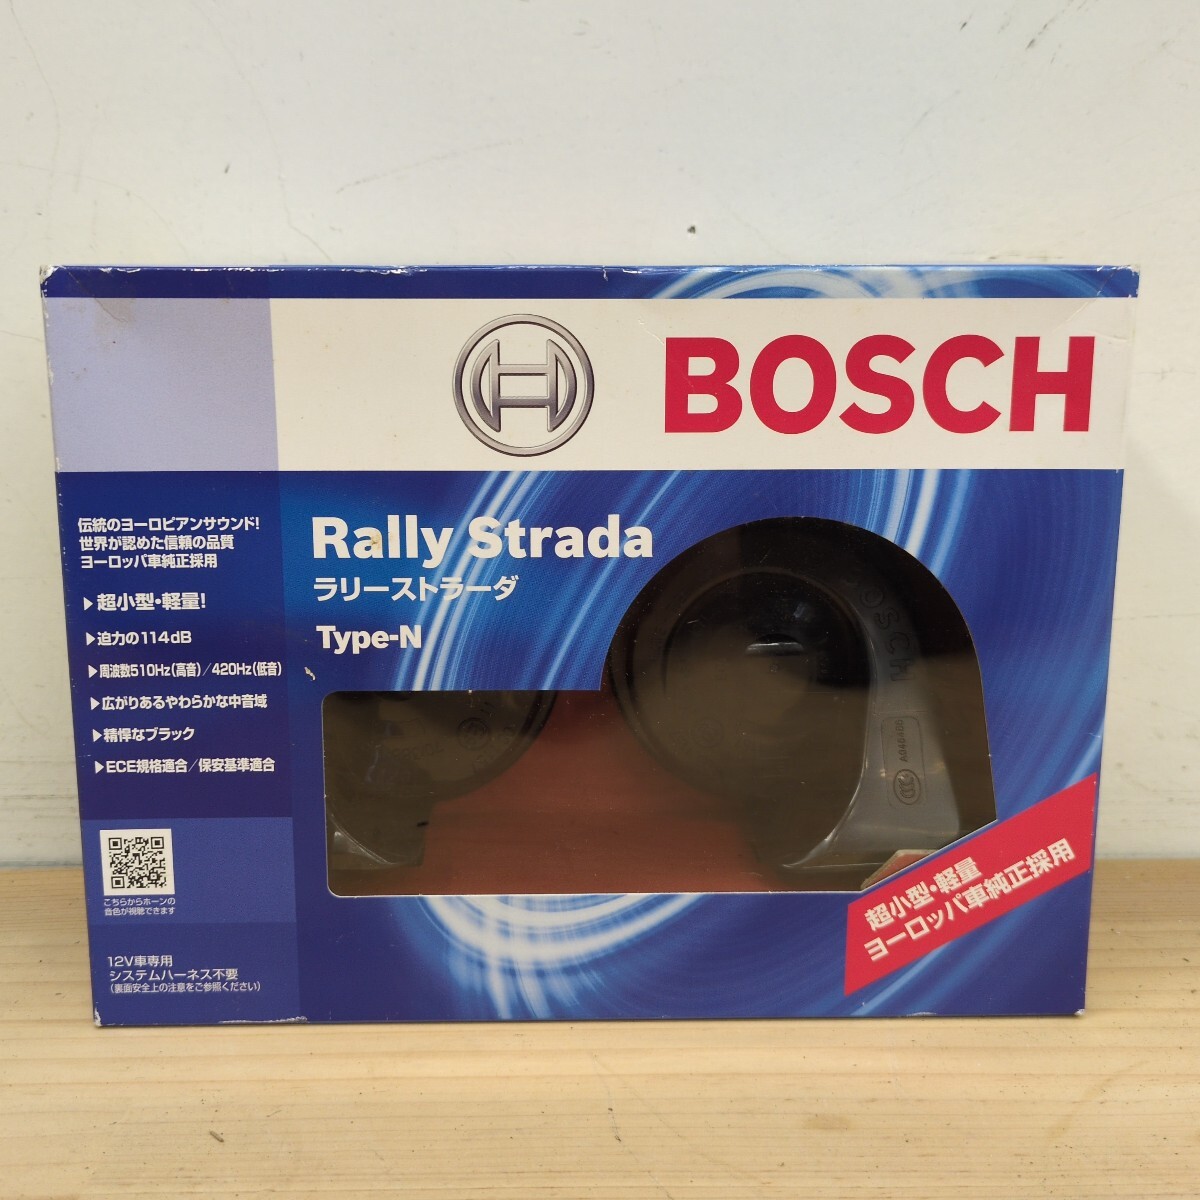 BOSCH
伝統のヨーロピアンサウンド!
世界が認めた信頼の品質
ヨーロッパ車純正採用
▶超小型・軽量!
▶迫力の114dB
▶周波数510Hz(高音)/420Hz(低音)
▶広がりあるやわらかな中音域
▶精悍なブラック
▶ECE規格適合/保安基準適合
こちらからホーンの
音色が視聴できます
12V車専用
システムハーネス不要
(裏面安全上の注意をご参照ください)
Rally Strada
ラリーストラーダ
Type-N
BOSCH
A046400
超小型・軽量
ヨーロッパ車純正採用